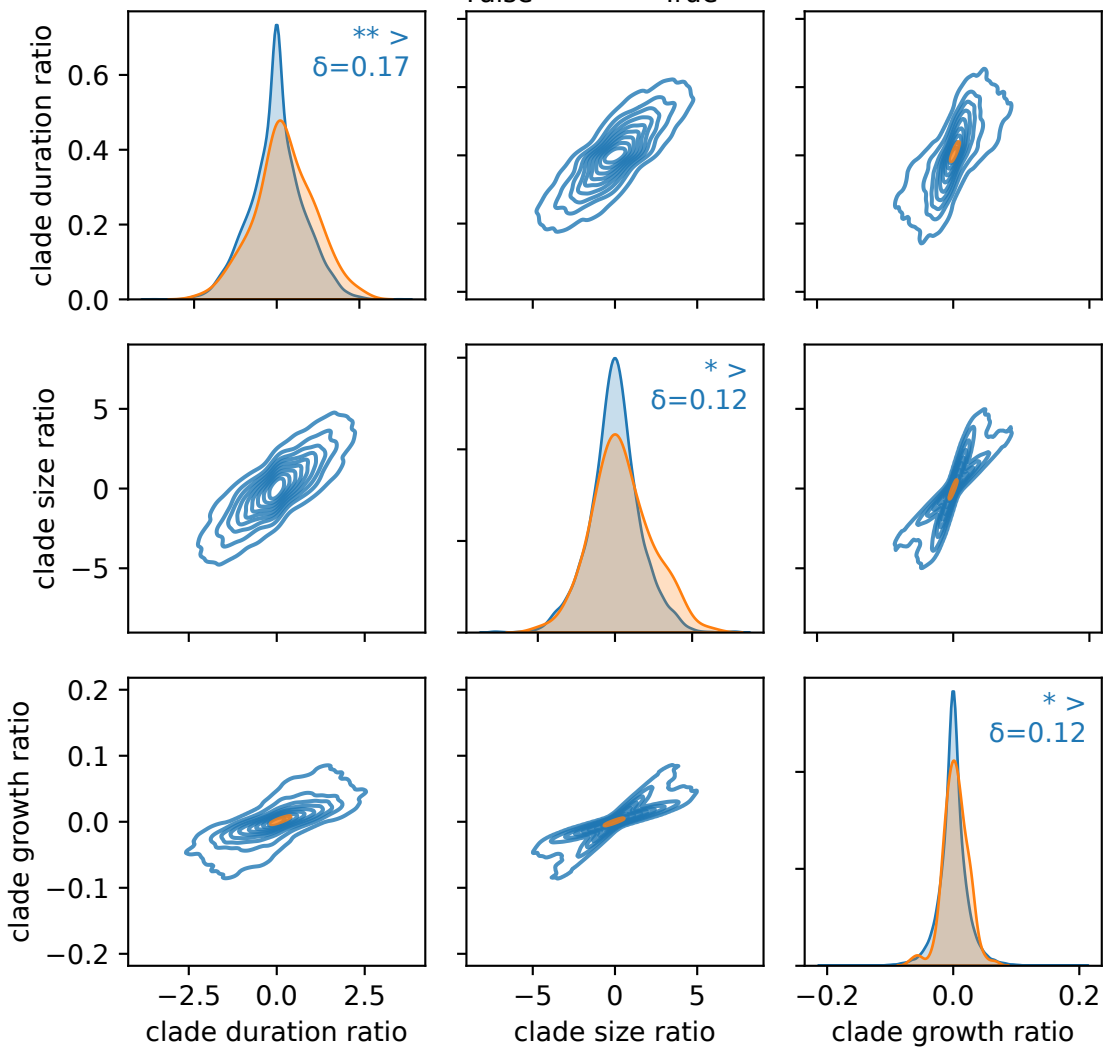 False True
clade duration ratio
0.6
0.4
0.2
0.0
** >
δ=0.17
clade size ratio
5
0
−5
* >
δ=0.12
clade growth ratio
0.2
0.1
0.0
−0.1
−0.2
* >
δ=0.12
−2.5 0.0 2.5
−5 0 5
−0.2 0.0 0.2
clade duration ratio
clade size ratio
clade growth ratio